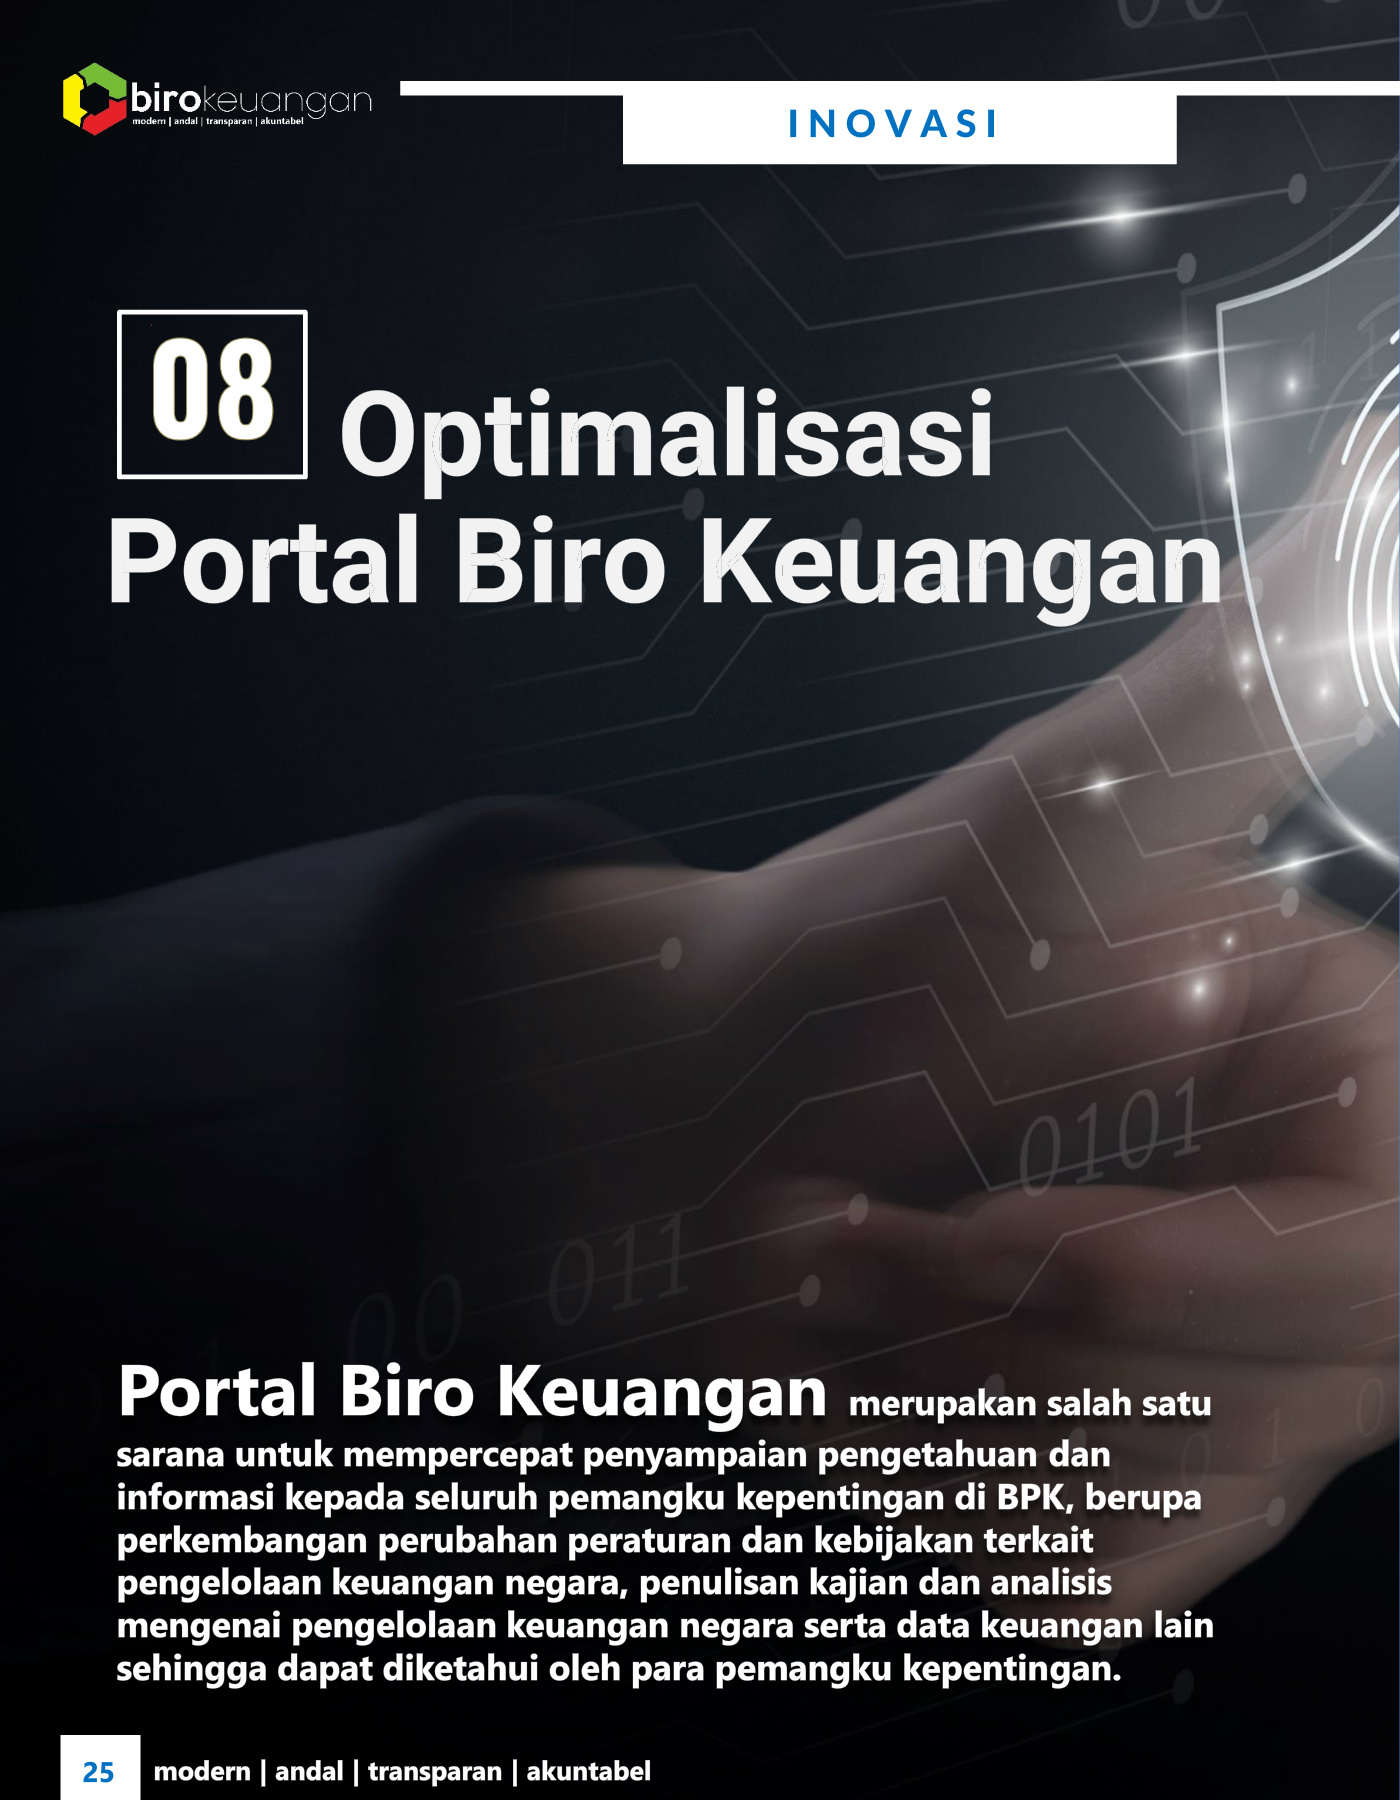 birokeuangan
modern | andal | transparan | akuntabel
INOVASI
08 Optimalisasi
Portal Biro Keuangan
0101
00 011
Portal Biro Keuangan merupakan salah satu
sarana untuk mempercepat penyampaian pengetahuan dan
informasi kepada seluruh pemangku kepentingan di BPK, berupa
perkembangan perubahan peraturan dan kebijakan terkait
pengelolaan keuangan negara, penulisan kajian dan analisis
mengenai pengelolaan keuangan negara serta data keuangan lain
sehingga dapat diketahui oleh para pemangku kepentingan.
25 modern | andal | transparan | akuntabel